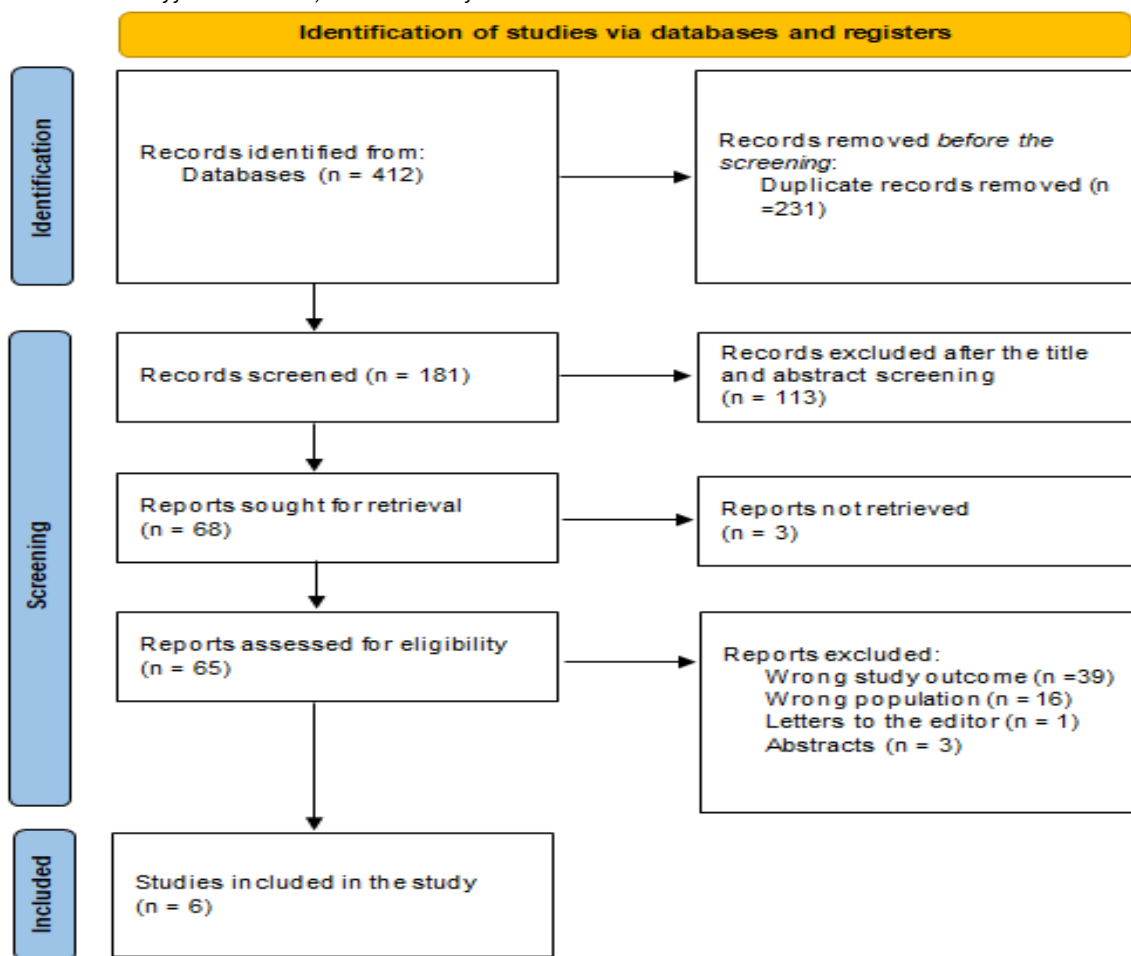 Identification of studies via databases and registers
Identification
Records identified from:
Databases (n = 412)
Records removed before the
screening:
Duplicate records removed (n
=231)
Screening
Records screened (n = 181)
Records excluded after the title
and abstract screening
(n = 113)
Reports sought for retrieval
(n = 68)
Reports not retrieved
(n = 3)
Reports assessed for eligibility
(n = 65)
Reports excluded:
Wrong study outcome (n =39)
Wrong population (n = 16)
Letters to the editor (n = 1)
Abstracts (n = 3)
Included
Studies included in the study
(n = 6)